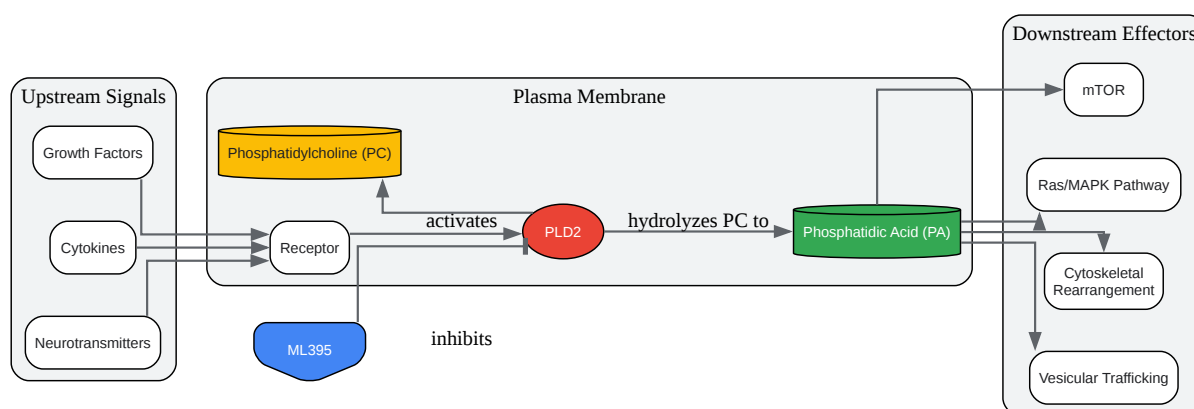 Upstream Signals
Growth Factors
Cytokines
Neurotransmitters
Plasma Membrane
Phosphatidylcholine (PC)
Receptor
activates
PLD2
hydrolyzes PC to
Phosphatidic Acid (PA)
ML395
inhibits
Downstream Effectors
mTOR
Ras/MAPK Pathway
Cytoskeletal
Rearrangement
Vesicular Trafficking